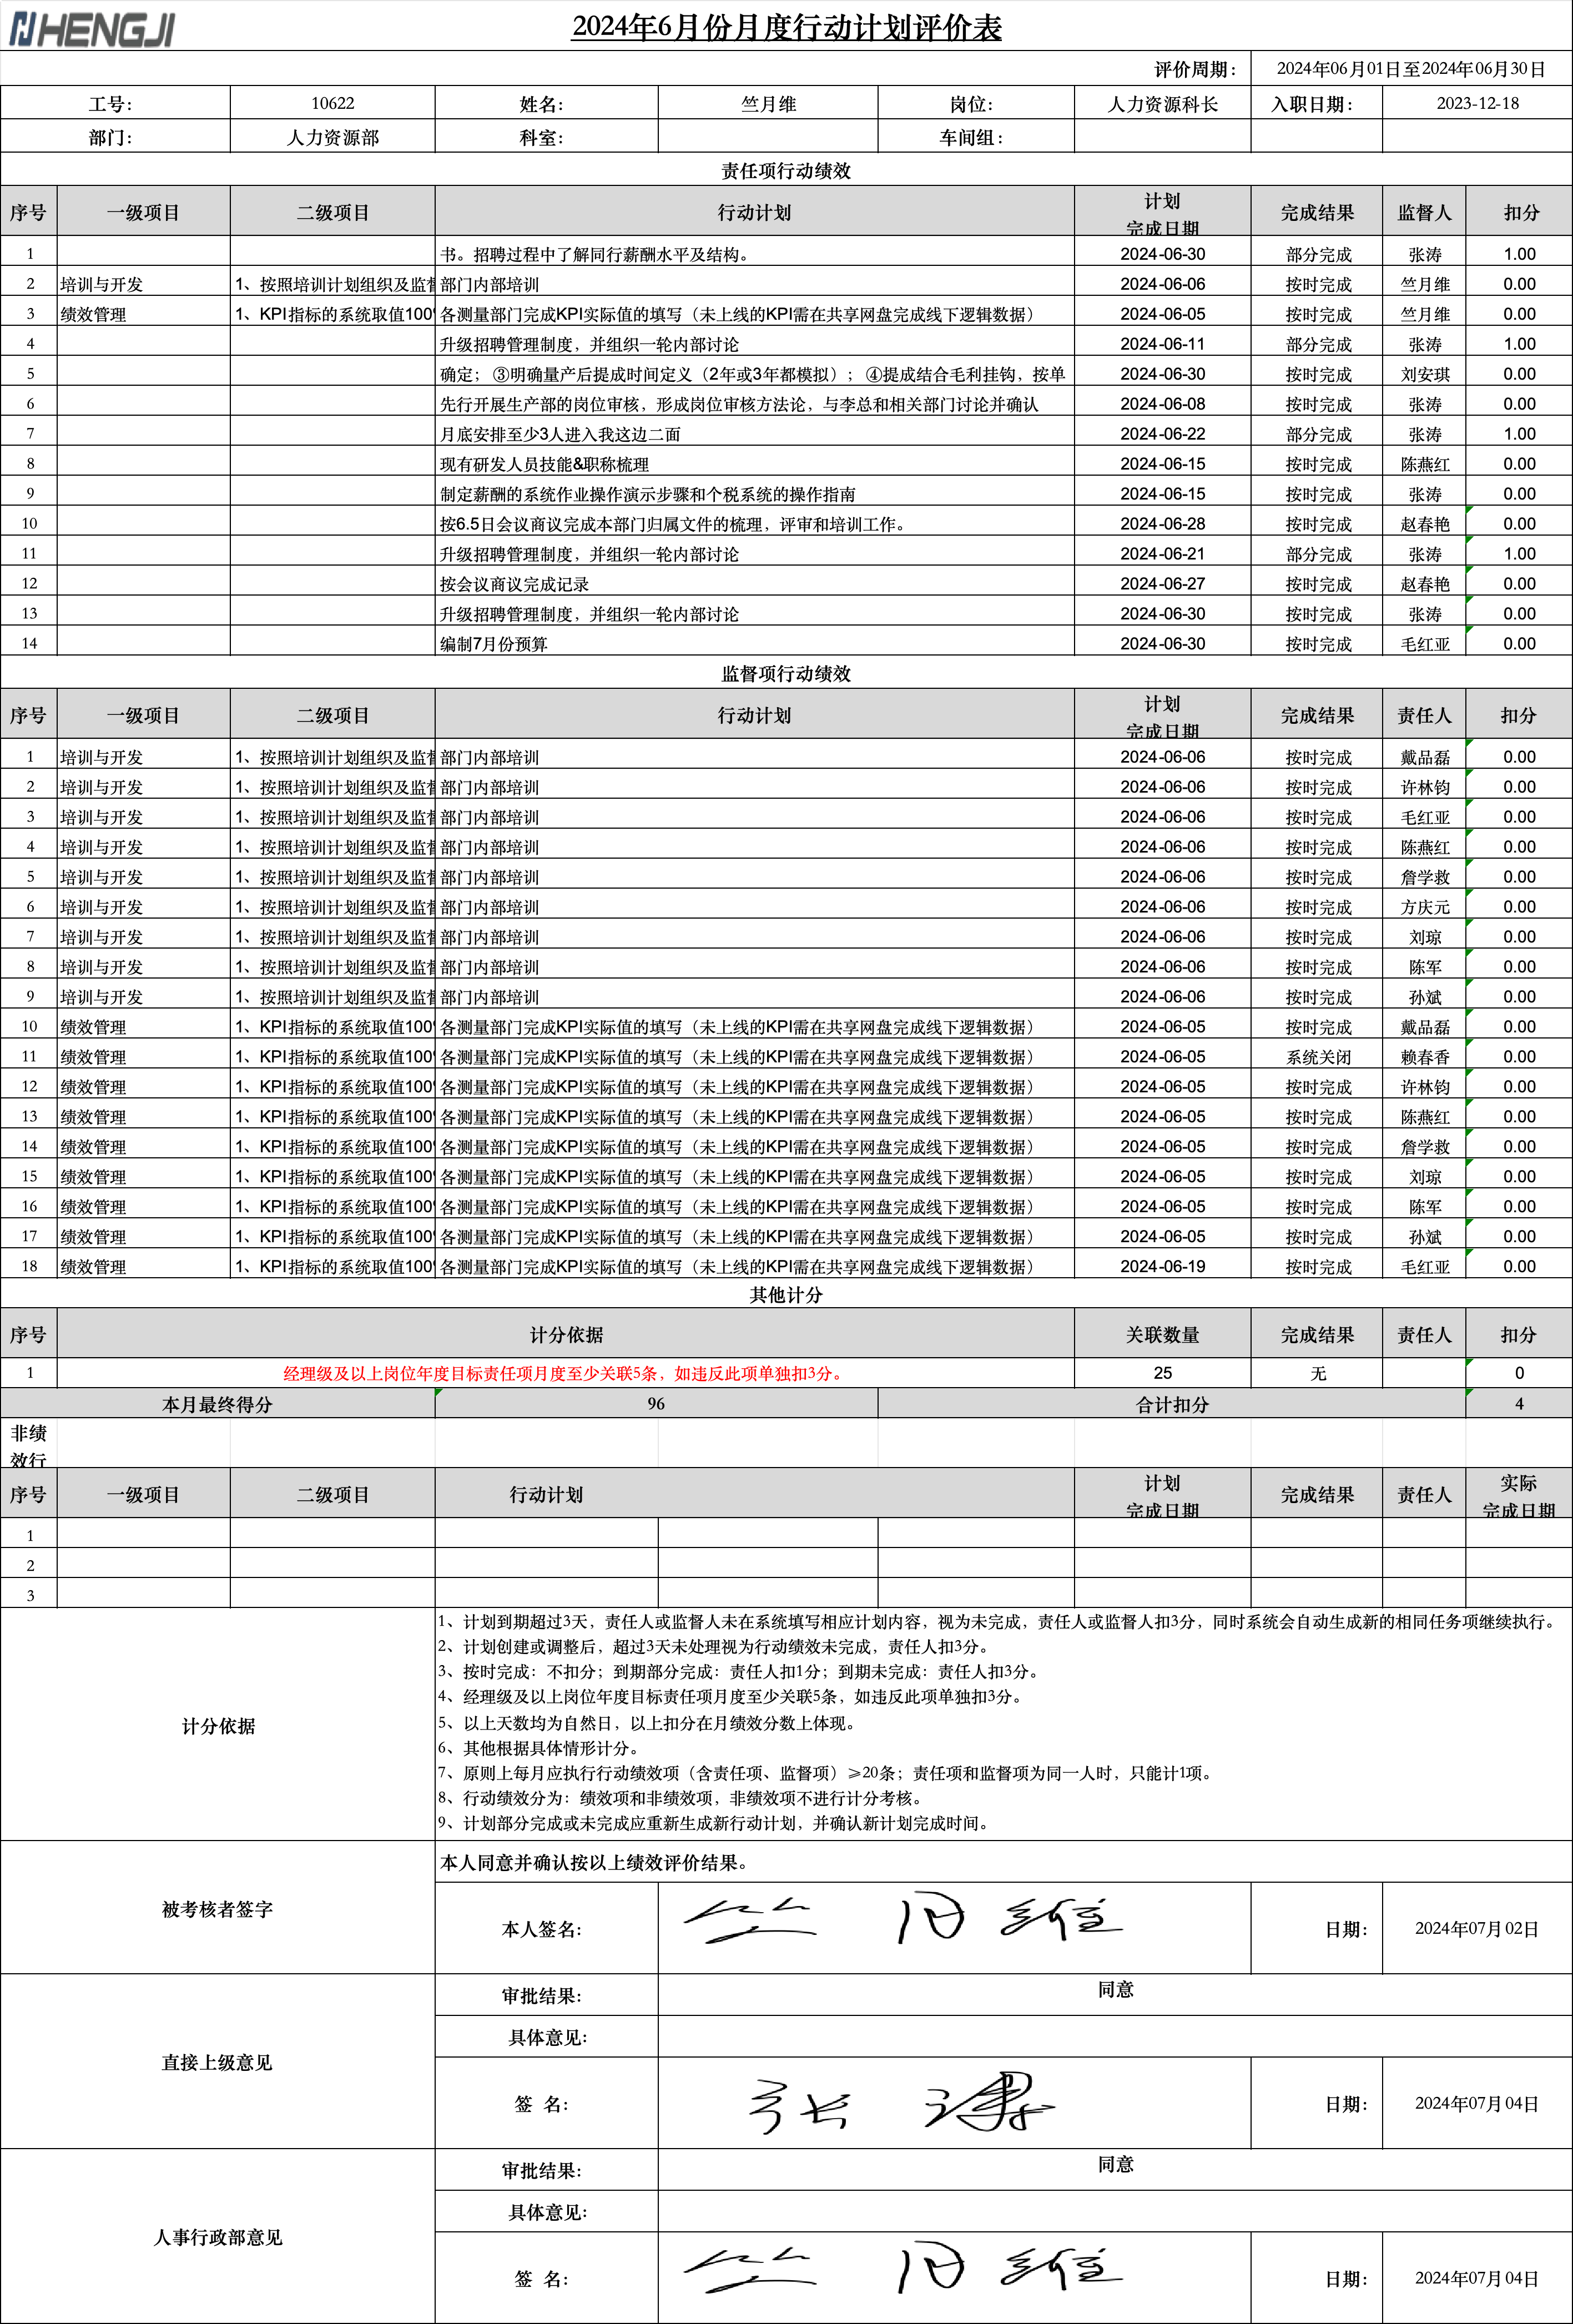 HENGJI
2024年6月份月度行动计划评价表
评价周期： 2024年06月01日至2024年06月30日
工号： 10622 姓名： 竺月维 岗位： 人力资源科长 入职日期： 2023-12-18
部门： 人力资源部 科室： 车间组：
责任项行动绩效
序号 一级项目 二级项目 行动计划 计划完成日期 完成结果 监督人 扣分
1 书。招聘过程中了解同行薪酬水平及结构。 2024-06-30 部分完成 张涛 1.00
2 培训与开发 1、按照培训计划组织及监督 部门内部培训 2024-06-06 按时完成 竺月维 0.00
3 绩效管理 1、KPI指标的系统取值100% 各测量部门完成KPI实际值的填写（未上线的KPI需在共享网盘完成线下逻辑数据） 2024-06-05 按时完成 竺月维 0.00
4 升级招聘管理制度，并组织一轮内部讨论 2024-06-11 部分完成 张涛 1.00
5 确定；③明确量产后提成时间定义（2年或3年都模拟）；④提成结合毛利挂钩，按单 2024-06-30 按时完成 刘安琪 0.00
6 先行开展生产部的岗位审核，形成岗位审核方法论，与李总和相关部门讨论并确认 2024-06-08 按时完成 张涛 0.00
7 月底安排至少3人进入我这边二面 2024-06-22 部分完成 张涛 1.00
8 现有研发人员技能&职称梳理 2024-06-15 按时完成 陈燕红 0.00
9 制定薪酬的系统作业操作演示步骤和个税系统的操作指南 2024-06-15 按时完成 张涛 0.00
10 按6.5日会议商议完成本部门归属文件的梳理，评审和培训工作。 2024-06-28 按时完成 赵春艳 0.00
11 升级招聘管理制度，并组织一轮内部讨论 2024-06-21 部分完成 张涛 1.00
12 按会议商议完成记录 2024-06-27 按时完成 赵春艳 0.00
13 升级招聘管理制度，并组织一轮内部讨论 2024-06-30 按时完成 张涛 0.00
14 编制7月份预算 2024-06-30 按时完成 毛红亚 0.00
监督项行动绩效
序号 一级项目 二级项目 行动计划 计划完成日期 完成结果 责任人 扣分
1 培训与开发 1、按照培训计划组织及监督 部门内部培训 2024-06-06 按时完成 戴品磊 0.00
2 培训与开发 1、按照培训计划组织及监督 部门内部培训 2024-06-06 按时完成 许林钧 0.00
3 培训与开发 1、按照培训计划组织及监督 部门内部培训 2024-06-06 按时完成 毛红亚 0.00
4 培训与开发 1、按照培训计划组织及监督 部门内部培训 2024-06-06 按时完成 陈燕红 0.00
5 培训与开发 1、按照培训计划组织及监督 部门内部培训 2024-06-06 按时完成 詹学救 0.00
6 培训与开发 1、按照培训计划组织及监督 部门内部培训 2024-06-06 按时完成 方庆元 0.00
7 培训与开发 1、按照培训计划组织及监督 部门内部培训 2024-06-06 按时完成 刘琼 0.00
8 培训与开发 1、按照培训计划组织及监督 部门内部培训 2024-06-06 按时完成 陈军 0.00
9 培训与开发 1、按照培训计划组织及监督 部门内部培训 2024-06-06 按时完成 孙斌 0.00
10 绩效管理 1、KPI指标的系统取值100% 各测量部门完成KPI实际值的填写（未上线的KPI需在共享网盘完成线下逻辑数据） 2024-06-05 按时完成 戴品磊 0.00
11 绩效管理 1、KPI指标的系统取值100% 各测量部门完成KPI实际值的填写（未上线的KPI需在共享网盘完成线下逻辑数据） 2024-06-05 系统关闭 赖春香 0.00
12 绩效管理 1、KPI指标的系统取值100% 各测量部门完成KPI实际值的填写（未上线的KPI需在共享网盘完成线下逻辑数据） 2024-06-05 按时完成 许林钧 0.00
13 绩效管理 1、KPI指标的系统取值100% 各测量部门完成KPI实际值的填写（未上线的KPI需在共享网盘完成线下逻辑数据） 2024-06-05 按时完成 陈燕红 0.00
14 绩效管理 1、KPI指标的系统取值100% 各测量部门完成KPI实际值的填写（未上线的KPI需在共享网盘完成线下逻辑数据） 2024-06-05 按时完成 詹学救 0.00
15 绩效管理 1、KPI指标的系统取值100% 各测量部门完成KPI实际值的填写（未上线的KPI需在共享网盘完成线下逻辑数据） 2024-06-05 按时完成 刘琼 0.00
16 绩效管理 1、KPI指标的系统取值100% 各测量部门完成KPI实际值的填写（未上线的KPI需在共享网盘完成线下逻辑数据） 2024-06-05 按时完成 陈军 0.00
17 绩效管理 1、KPI指标的系统取值100% 各测量部门完成KPI实际值的填写（未上线的KPI需在共享网盘完成线下逻辑数据） 2024-06-05 按时完成 孙斌 0.00
18 绩效管理 1、KPI指标的系统取值100% 各测量部门完成KPI实际值的填写（未上线的KPI需在共享网盘完成线下逻辑数据） 2024-06-19 按时完成 毛红亚 0.00
其他计分
序号 计分依据 关联数量 完成结果 责任人 扣分
1 经理级及以上岗位年度目标责任项月度至少关联5条，如违反此项单独扣3分。 25 无 0
本月最终得分 96 合计扣分 4
非绩效行
序号 一级项目 二级项目 行动计划 计划完成日期 完成结果 责任人 实际完成日期
1
2
3
计分依据
1、计划到期超过3天，责任人或监督人未在系统填写相应计划内容，视为未完成，责任人或监督人扣3分，同时系统会自动生成新的相同任务项继续执行。
2、计划创建或调整后，超过3天未处理视为行动绩效未完成，责任人扣3分。
3、按时完成：不扣分；到期部分完成：责任人扣1分；到期未完成：责任人扣3分。
4、经理级及以上岗位年度目标责任项月度至少关联5条，如违反此项单独扣3分。
5、以上天数均为自然日，以上扣分在月绩效分数上体现。
6、其他根据具体情形计分。
7、原则上每月应执行行动绩效项（含责任项、监督项）≥20条；责任项和监督项为同一人时，只能计1项。
8、行动绩效分为：绩效项和非绩效项，非绩效项不进行计分考核。
9、计划部分完成或未完成应重新生成新行动计划，并确认新计划完成时间。
被考核者签字
本人同意并确认按以上绩效评价结果。
本人签名： 竺月维 日期： 2024年07月02日
直接上级意见
审批结果： 同意
具体意见：
签 名： 张涛 日期： 2024年07月04日
人事行政部意见
审批结果： 同意
具体意见：
签 名： 竺月维 日期： 2024年07月04日